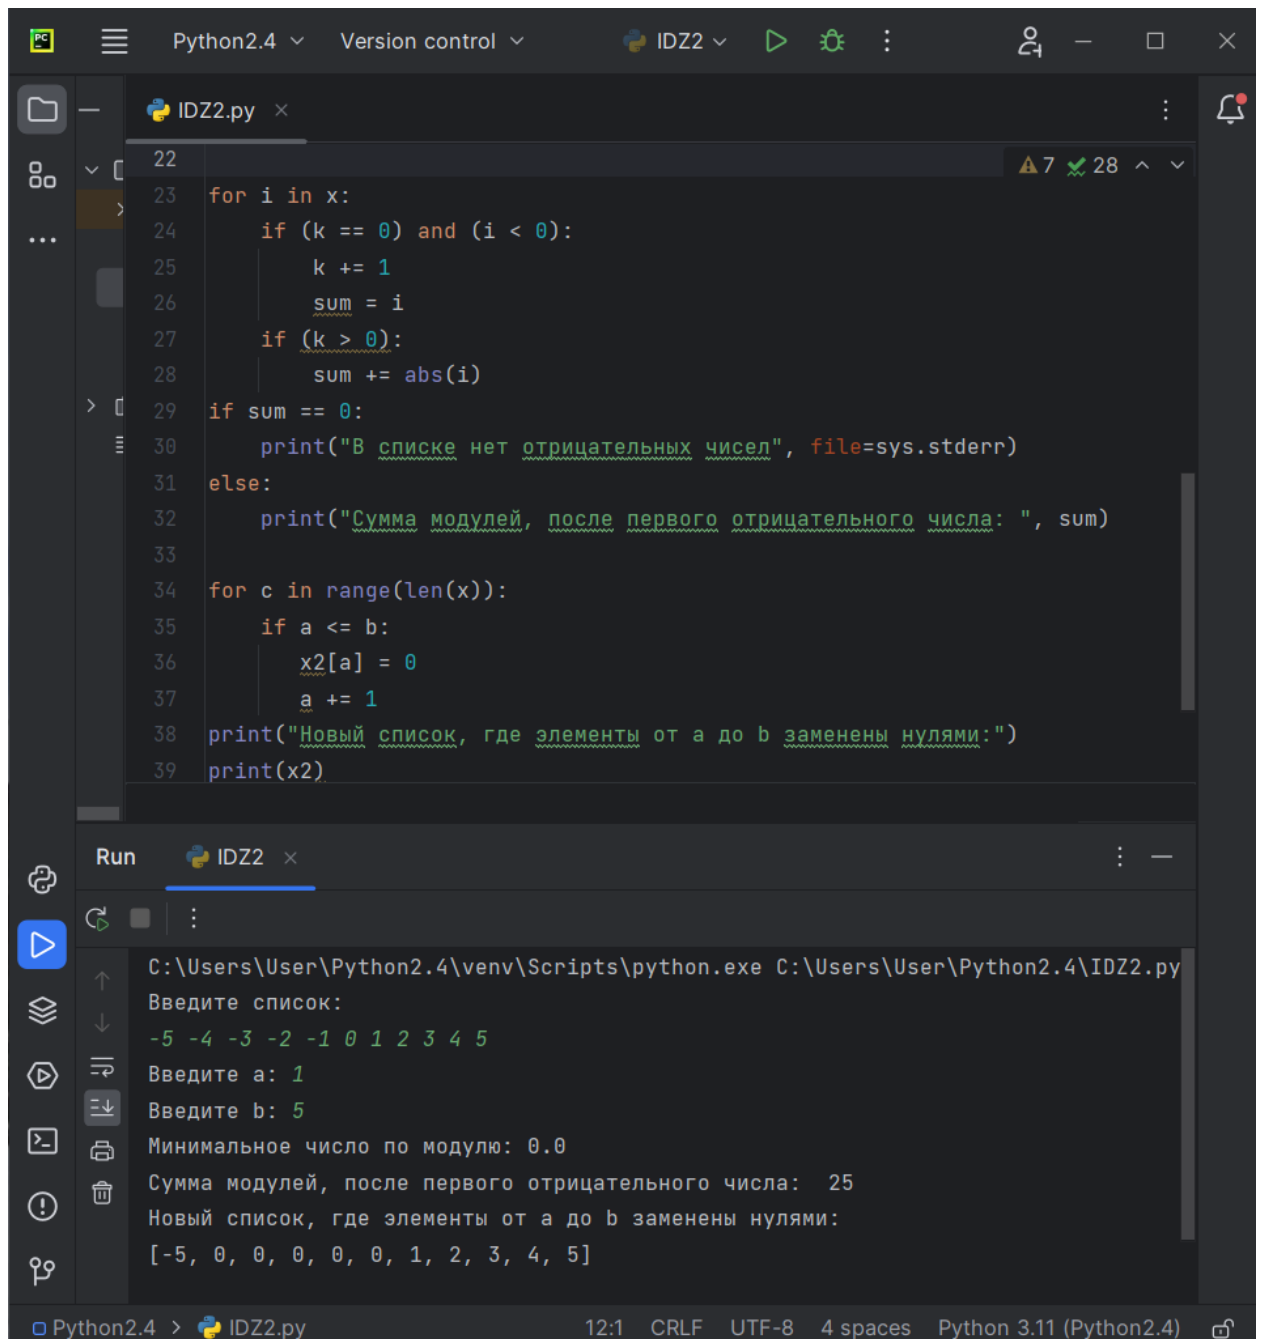 PC
Python2.4
Version control
IDZ2
IDZ2.py
7 28
22
23 for i in x:
24 if (k == 0) and (i < 0):
25 k += 1
26 sum = i
27 if (k > 0):
28 sum += abs(i)
29 if sum == 0:
30 print("В списке нет отрицательных чисел", file=sys.stderr)
31 else:
32 print("Сумма модулей, после первого отрицательного числа: ", sum)
33
34 for c in range(len(x)):
35 if a <= b:
36 x2[a] = 0
37 a += 1
38 print("Новый список, где элементы от a до b заменены нулями:")
39 print(x2)
Run IDZ2
C:\Users\User\Python2.4\venv\Scripts\python.exe C:\Users\User\Python2.4\IDZ2.py
Введите список:
-5 -4 -3 -2 -1 0 1 2 3 4 5
Введите a: 1
Введите b: 5
Минимальное число по модулю: 0.0
Сумма модулей, после первого отрицательного числа:  25
Новый список, где элементы от a до b заменены нулями:
[-5, 0, 0, 0, 0, 0, 1, 2, 3, 4, 5]
Python2.4 > IDZ2.py 12:1 CRLF UTF-8 4 spaces Python 3.11 (Python2.4)